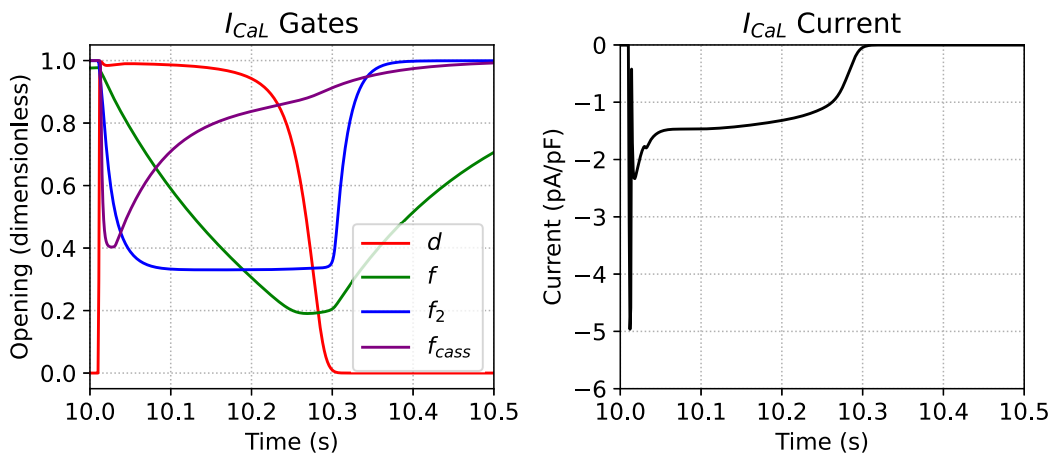 I_CaL Gates
Opening (dimensionless)
1.0
0.8
0.6
0.4
0.2
0.0
d
f
f_2
f_cass
10.0 10.1 10.2 10.3 10.4 10.5
Time (s)
I_CaL Current
Current (pA/pF)
0
−1
−2
−3
−4
−5
−6
10.0 10.1 10.2 10.3 10.4 10.5
Time (s)